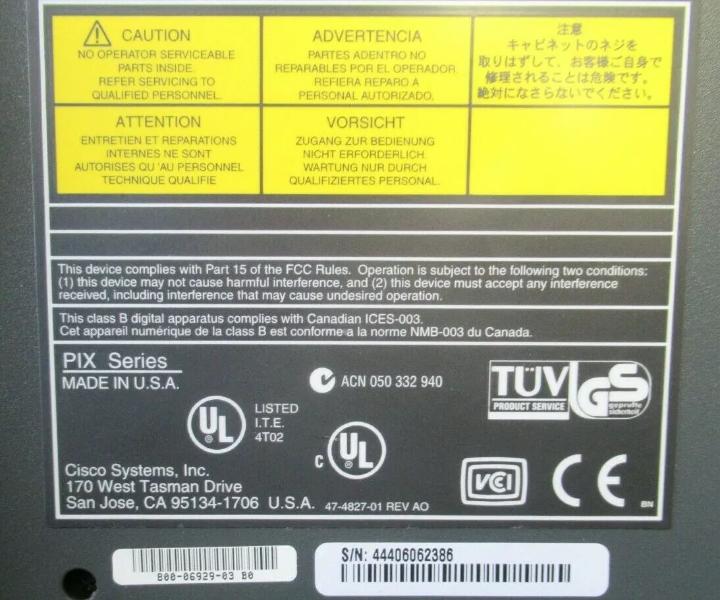 CAUTION
NO OPERATOR SERVICEABLE
PARTS INSIDE.
REFER SERVICING TO
QUALIFIED PERSONNEL.
ADVERTENCIA
PARTES ADENTRO NO
REPARABLES POR EL OPERADOR.
REFIERA REPARO A
PERSONAL AUTORIZADO.
注意
キャビネットのネジを
取りはずして、お客様ご自身で
修理されることは危険です。
絶対になさらないでください。
ATTENTION
ENTRETIEN ET REPARATIONS
INTERNES NE SONT
AUTORISES QU 'AU PERSONNEL
TECHNIQUE QUALIFIE
VORSICHT
ZUGANG ZUR BEDIENUNG
NICHT ERFORDERLICH.
WARTUNG NUR DURCH
QUALIFIZIERTES PERSONAL.
This device complies with Part 15 of the FCC Rules. Operation is subject to the following two conditions:
(1) this device may not cause harmful interference, and (2) this device must accept any interference
received, including interference that may cause undesired operation.
This class B digital apparatus complies with Canadian ICES-003.
Cet appareil numérique de la class B est conforme a la norme NMB-003 du Canada.
PIX Series
MADE IN U.S.A.
ACN 050 332 940
TÜV
PRODUCT SERVICE
GS
geprüfte
sicherheit
UL
LISTED
I.T.E.
4T02
C UL
Cisco Systems, Inc.
170 West Tasman Drive
San Jose, CA 95134-1706 U.S.A.
47-4827-01 REV AO
VCI
CE
BN
800-06929-03 B0
S/N: 44406062386